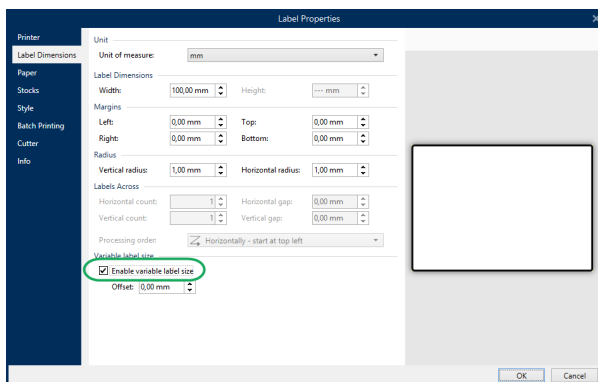 Label Properties
Printer
Label Dimensions
Paper
Stocks
Style
Batch Printing
Cutter
Info
Unit
Unit of measure: mm
Label Dimensions
Width: 100,00 mm Height: --- mm
Margins
Left: 0,00 mm Top: 0,00 mm
Right: 0,00 mm Bottom: 0,00 mm
Radius
Vertical radius: 1,00 mm Horizontal radius: 1,00 mm
Labels Across
Horizontal count: 1 Horizontal gap: 0,00 mm
Vertical count: 1 Vertical gap: 0,00 mm
Processing order: Horizontally - start at top left
Variable label size
Enable variable label size
Offset: 0,00 mm
OK Cancel